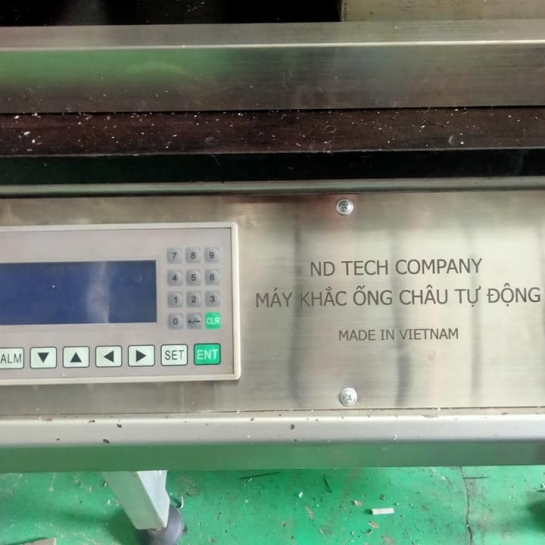 ND TECH COMPANY
MÁY KHẮC ỐNG CHÂU TỰ ĐỘNG
MADE IN VIETNAM
7 8 9
4 5 6
1 2 3
0 +/- CLR
ALM ▼ ▲ ◀ ▶ SET ENT